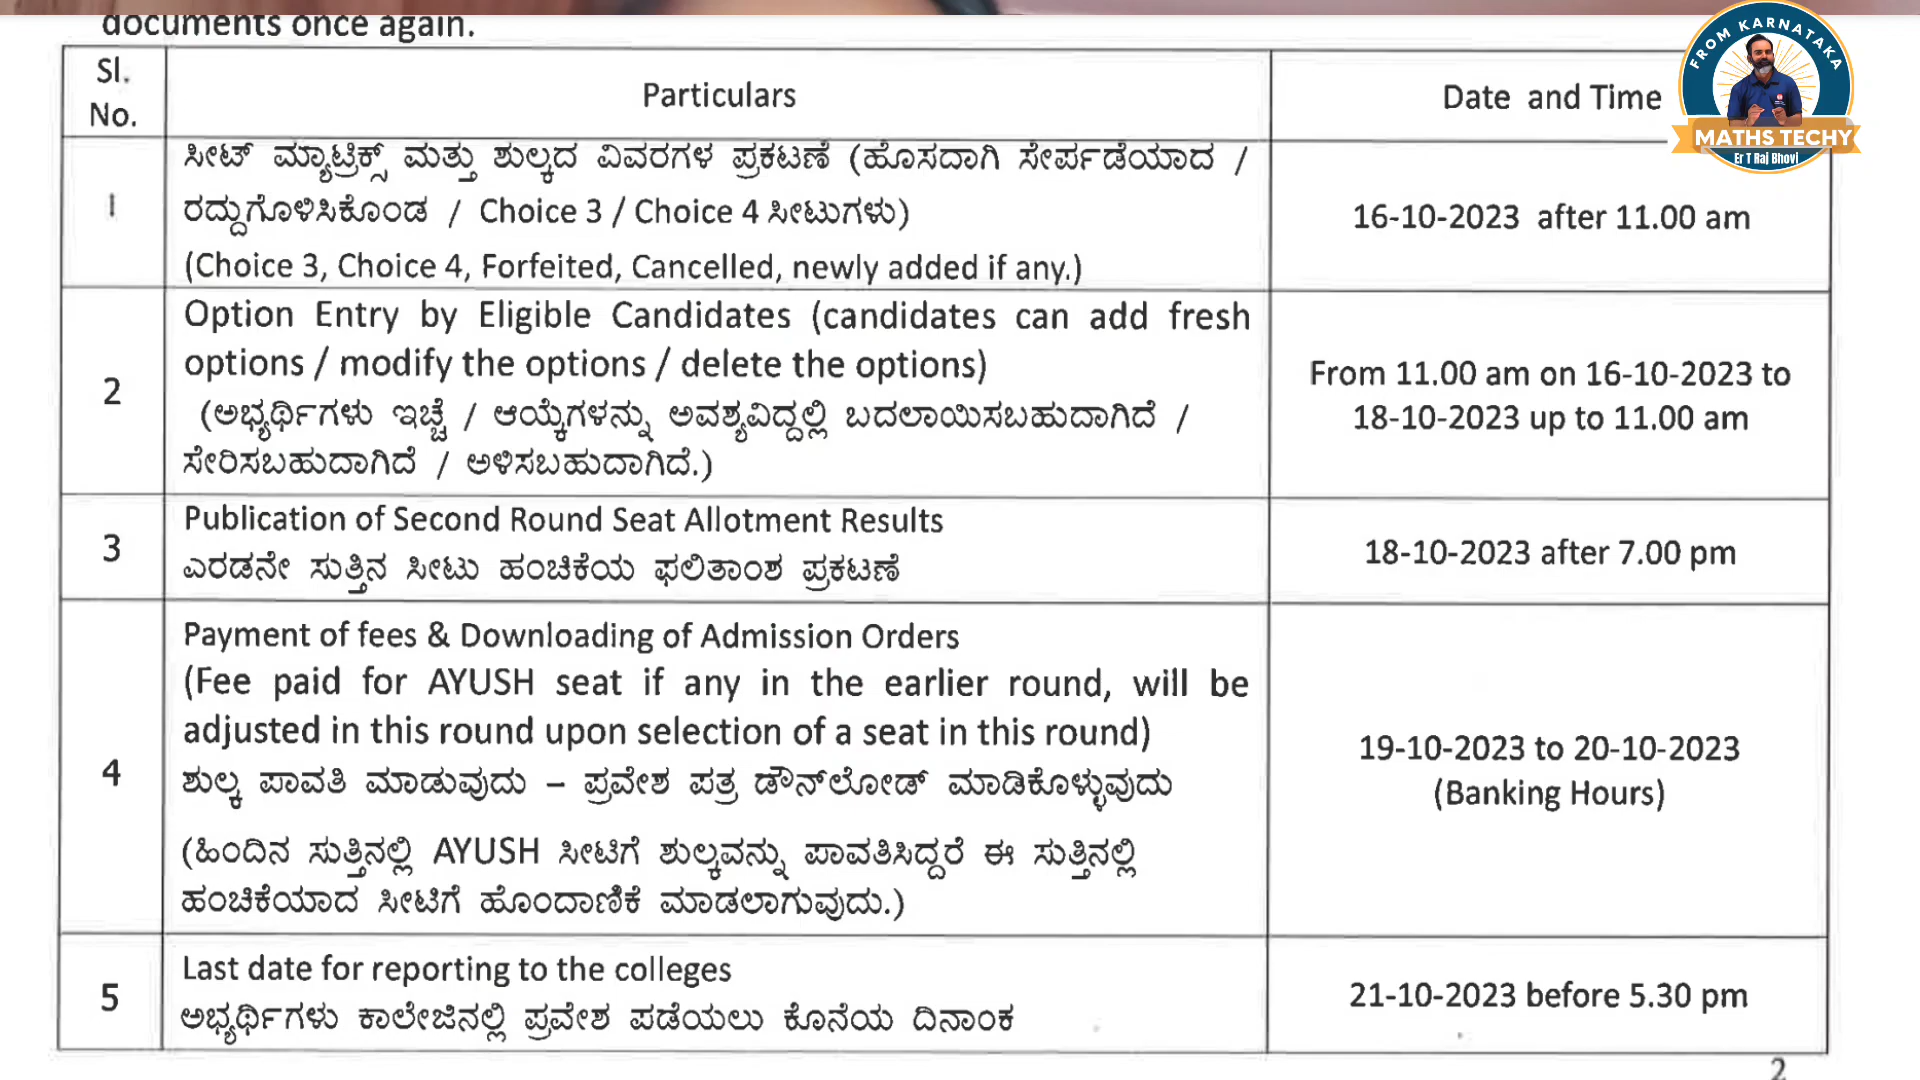 documents once again.
Sl. No.
Particulars
Date and Time
FROM KARNATAKA
MATHS TECHY
Er T Raj Bhovi
1
ಸೀಟ್ ಮ್ಯಾಟ್ರಿಕ್ಸ್ ಮತ್ತು ಶುಲ್ಕದ ವಿವರಗಳ ಪ್ರಕಟಣೆ (ಹೊಸದಾಗಿ ಸೇರ್ಪಡೆಯಾದ /
ರದ್ದುಗೊಳಿಸಿಕೊಂಡ / Choice 3 / Choice 4 ಸೀಟುಗಳು)
(Choice 3, Choice 4, Forfeited, Cancelled, newly added if any.)
16-10-2023 after 11.00 am
2
Option Entry by Eligible Candidates (candidates can add fresh
options / modify the options / delete the options)
(ಅಭ್ಯರ್ಥಿಗಳು ಇಚ್ಛೆ / ಆಯ್ಕೆಗಳನ್ನು ಅವಶ್ಯವಿದ್ದಲ್ಲಿ ಬದಲಾಯಿಸಬಹುದಾಗಿದೆ /
ಸೇರಿಸಬಹುದಾಗಿದೆ / ಅಳಿಸಬಹುದಾಗಿದೆ.)
From 11.00 am on 16-10-2023 to
18-10-2023 up to 11.00 am
3
Publication of Second Round Seat Allotment Results
ಎರಡನೇ ಸುತ್ತಿನ ಸೀಟು ಹಂಚಿಕೆಯ ಫಲಿತಾಂಶ ಪ್ರಕಟಣೆ
18-10-2023 after 7.00 pm
4
Payment of fees & Downloading of Admission Orders
(Fee paid for AYUSH seat if any in the earlier round, will be
adjusted in this round upon selection of a seat in this round)
ಶುಲ್ಕ ಪಾವತಿ ಮಾಡುವುದು – ಪ್ರವೇಶ ಪತ್ರ ಡೌನ್‌ಲೋಡ್ ಮಾಡಿಕೊಳ್ಳುವುದು
(ಹಿಂದಿನ ಸುತ್ತಿನಲ್ಲಿ AYUSH ಸೀಟಿಗೆ ಶುಲ್ಕವನ್ನು ಪಾವತಿಸಿದ್ದರೆ ಈ ಸುತ್ತಿನಲ್ಲಿ
ಹಂಚಿಕೆಯಾದ ಸೀಟಿಗೆ ಹೊಂದಾಣಿಕೆ ಮಾಡಲಾಗುವುದು.)
19-10-2023 to 20-10-2023
(Banking Hours)
5
Last date for reporting to the colleges
ಅಭ್ಯರ್ಥಿಗಳು ಕಾಲೇಜಿನಲ್ಲಿ ಪ್ರವೇಶ ಪಡೆಯಲು ಕೊನೆಯ ದಿನಾಂಕ
21-10-2023 before 5.30 pm
2